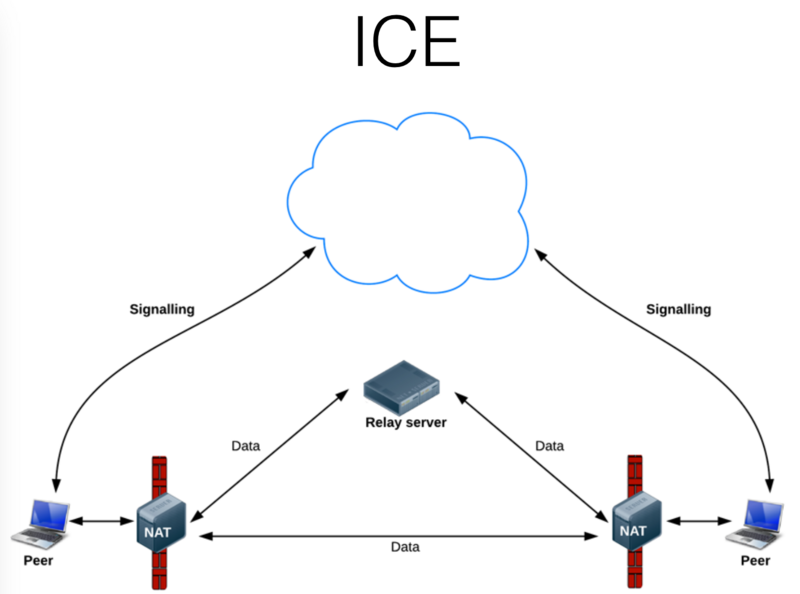 ICE
Signalling
Signalling
Relay server
Data
Data
NAT
NAT
Data
Peer
Peer